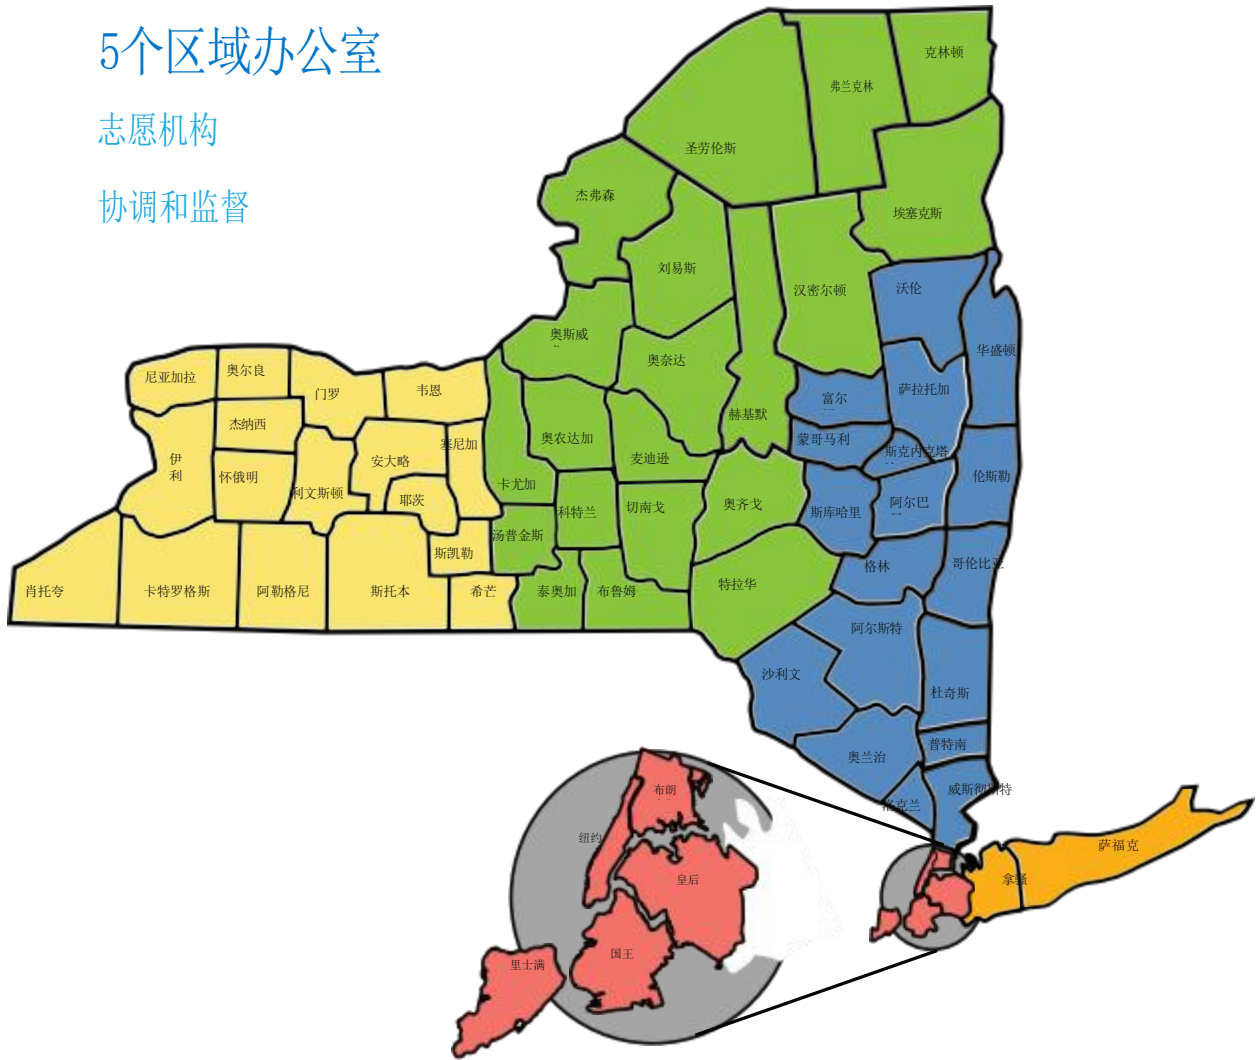 5个区域办公室
志愿机构
协调和监督
克林顿
弗兰克林
圣劳伦斯
杰弗森
埃塞克斯
刘易斯
汉密尔顿
沃伦
奥斯威
华盛顿
奥奈达
尼亚加拉
奥尔良
门罗
韦恩
萨拉托加
富尔
赫基默
杰纳西
蒙哥马利
奥农达加
塞尼加
斯克内克塔
麦迪逊
安大略
伊
利
怀俄明
伦斯勒
卡尤加
利文斯顿
耶茨
切南戈
奥齐戈
阿尔巴
科特兰
斯库哈里
汤普金斯
斯凯勒
格林
哥伦比亚
特拉华
肖托夸
卡特罗格斯
阿勒格尼
斯托本
希芒
泰奥加
布鲁姆
阿尔斯特
沙利文
杜奇斯
普特南
奥兰治
威斯彻斯特
布朗
洛克兰
纽约
萨福克
皇后
拿骚
国王
里士满